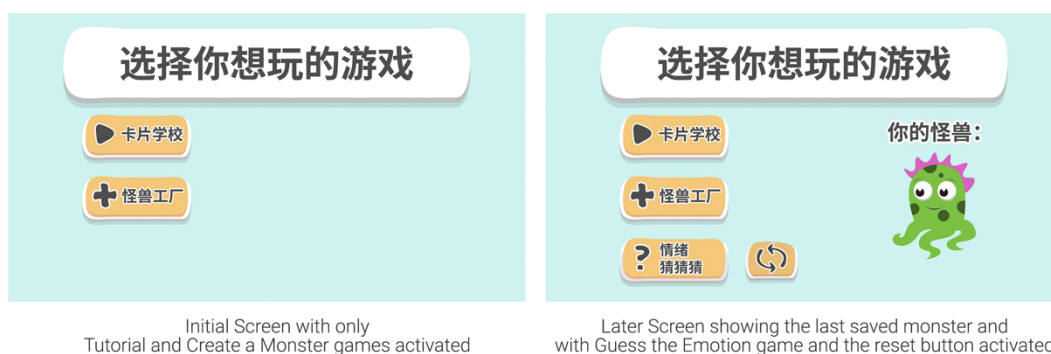 选择你想玩的游戏
卡片学校
怪兽工厂
Initial Screen with only
Tutorial and Create a Monster games activated
选择你想玩的游戏
卡片学校
你的怪兽：
怪兽工厂
情绪
猜猜猜
Later Screen showing the last saved monster and
with Guess the Emotion game and the reset button activated